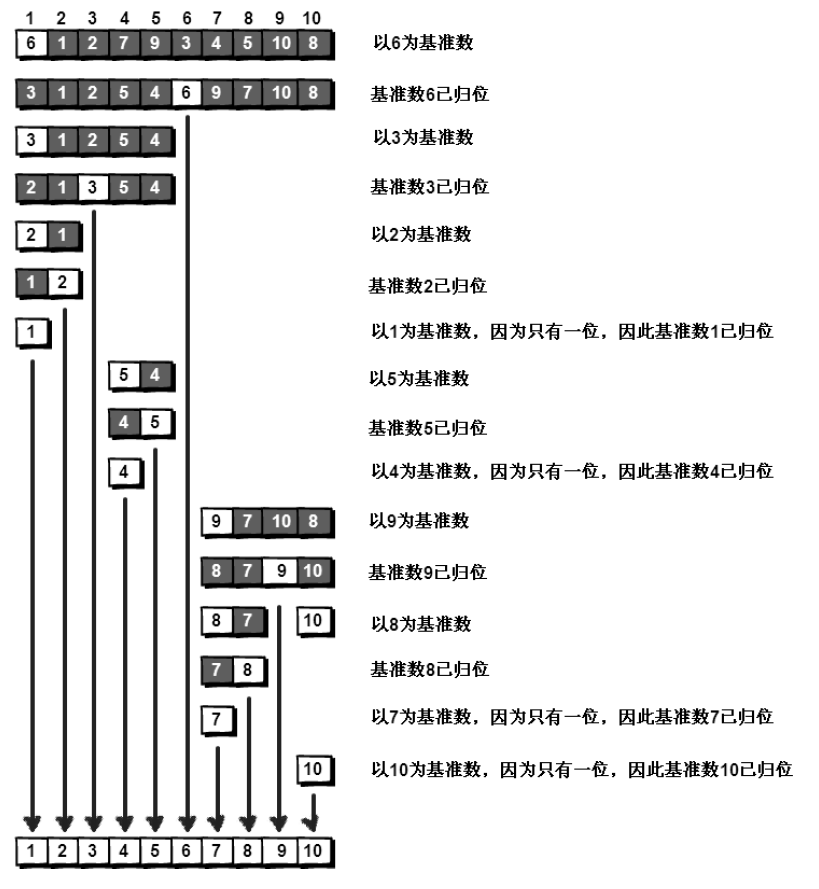 1 2 3 4 5 6 7 8 9 10
6 1 2 7 9 3 4 5 10 8 以6为基准数
3 1 2 5 4 6 9 7 10 8 基准数6已归位
3 1 2 5 4 以3为基准数
2 1 3 5 4 基准数3已归位
2 1 以2为基准数
1 2 基准数2已归位
1 以1为基准数，因为只有一位，因此基准数1已归位
5 4 以5为基准数
4 5 基准数5已归位
4 以4为基准数，因为只有一位，因此基准数4已归位
9 7 10 8 以9为基准数
8 7 9 10 基准数9已归位
8 7 10 以8为基准数
7 8 基准数8已归位
7 以7为基准数，因为只有一位，因此基准数7已归位
10 以10为基准数，因为只有一位，因此基准数10已归位
1 2 3 4 5 6 7 8 9 10